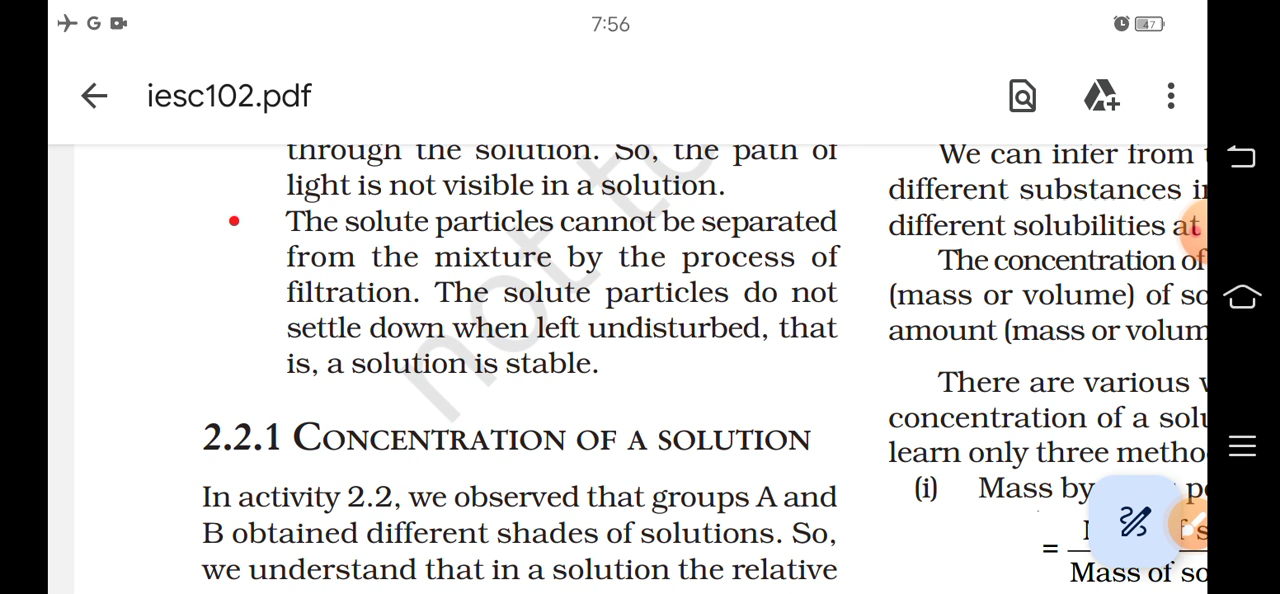 G
7:56
47
iesc102.pdf
through the solution. So, the path of
light is not visible in a solution.
• The solute particles cannot be separated
from the mixture by the process of
filtration. The solute particles do not
settle down when left undisturbed, that
is, a solution is stable.
2.2.1 CONCENTRATION OF A SOLUTION
In activity 2.2, we observed that groups A and
B obtained different shades of solutions. So,
we understand that in a solution the relative
We can infer from
different substances
different solubilities at
The concentration of
(mass or volume) of
amount (mass or
There are various
concentration of a
learn only three
(i) Mass by
=
Mass of
not